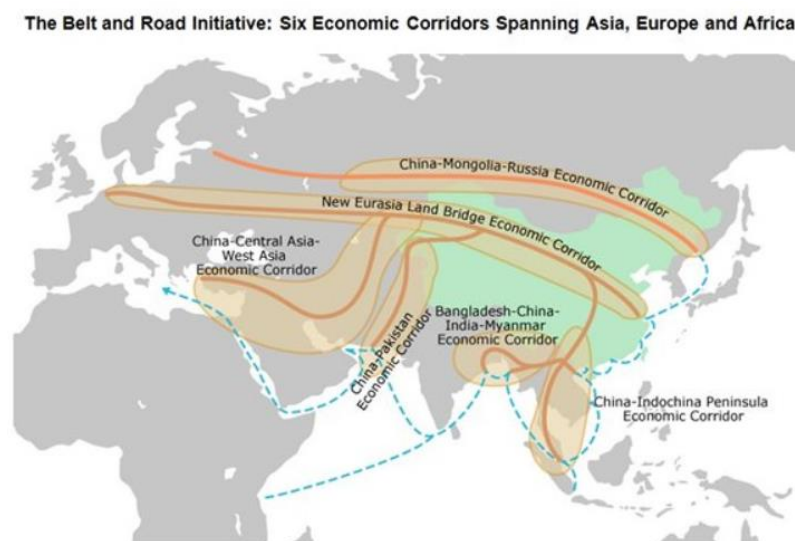 The Belt and Road Initiative: Six Economic Corridors Spanning Asia, Europe and Africa
China-Mongolia-Russia Economic Corridor
New Eurasia Land Bridge Economic Corridor
China-Central Asia-
West Asia
Economic Corridor
China-Pakistan
Economic Corridor
Bangladesh-China-
India-Myanmar
Economic Corridor
China-Indochina Peninsula
Economic Corridor